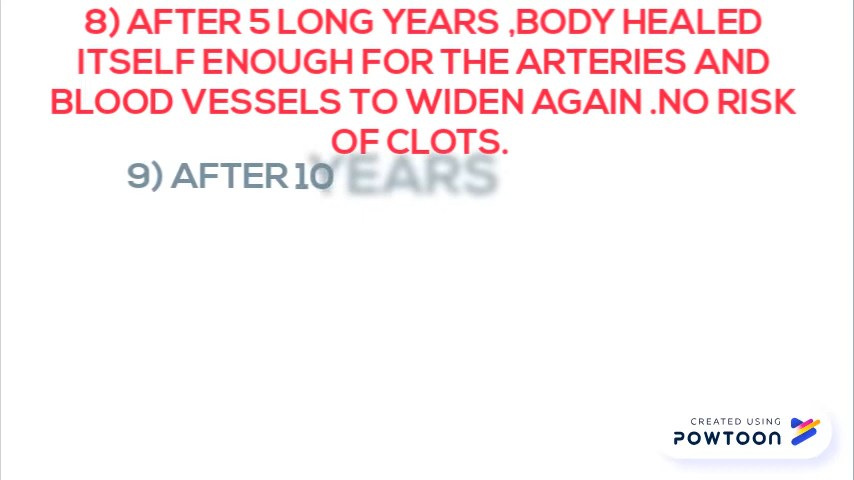 8) AFTER 5 LONG YEARS ,BODY HEALED
ITSELF ENOUGH FOR THE ARTERIES AND
BLOOD VESSELS TO WIDEN AGAIN .NO RISK
OF CLOTS.
9) AFTER 10 YEARS
CREATED USING
POWTOON